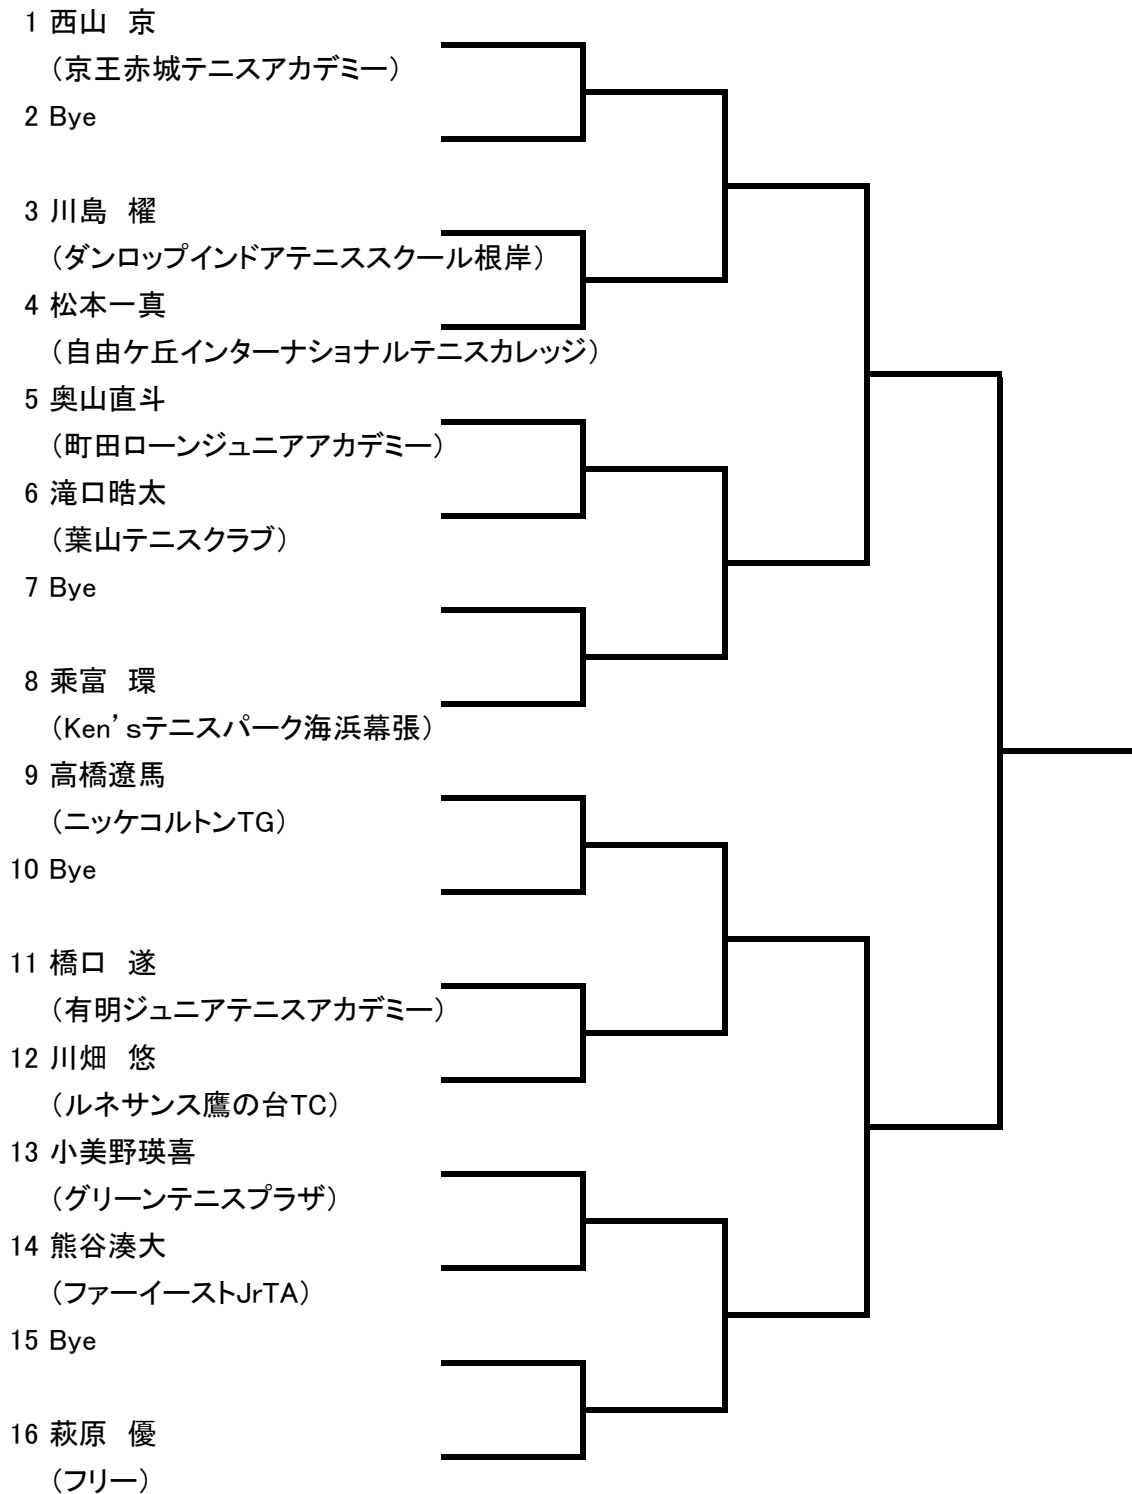 1 西山　京
（京王赤城テニスアカデミー）
2 Bye
3 川島　櫂
（ダンロップインドアテニススクール根岸）
4 松本一真
（自由ケ丘インターナショナルテニスカレッジ）
5 奥山直斗
（町田ローンジュニアアカデミー）
6 滝口晧太
（葉山テニスクラブ）
7 Bye
8 乘富　環
（Ken’sテニスパーク海浜幕張）
9 高橋遼馬
（ニッケコルトンTG）
10 Bye
11 橋口　遂
（有明ジュニアテニスアカデミー）
12 川畑　悠
（ルネサンス鷹の台TC）
13 小美野瑛喜
（グリーンテニスプラザ）
14 熊谷湊大
（ファーイーストJrTA）
15 Bye
16 萩原　優
（フリー）